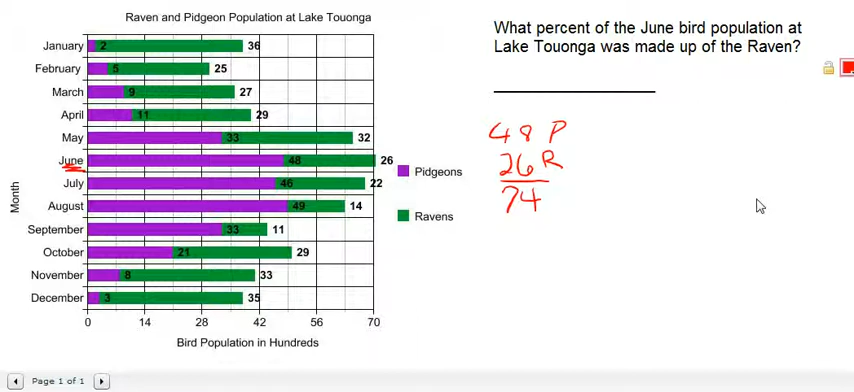 Raven and Pidgeon Population at Lake Touonga
January 2 36
February 5 25
March 9 27
April 11 29
May 33 32
June 48 26
July 46 22
August 49 14
September 33 11
October 21 29
November 8 33
December 3 35
0 14 28 42 56 70
Bird Population in Hundreds
Month
Pidgeons
Ravens
What percent of the June bird population at
Lake Touonga was made up of the Raven?
48 P
26 R
74
Page 1 of 1